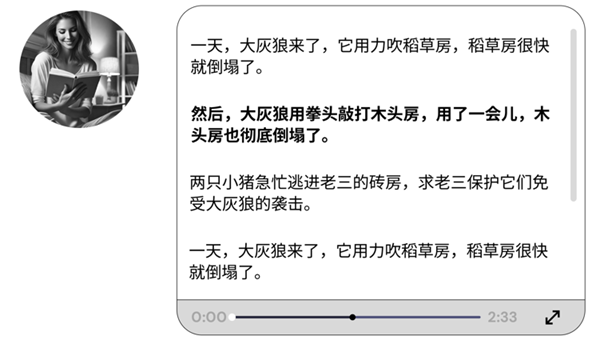 一天，大灰狼来了，它用力吹稻草房，稻草房很快
就倒塌了。
然后，大灰狼用拳头敲打木头房，用了一会儿，木
头房也彻底倒塌了。
两只小猪急忙逃进老三的砖房，求老三保护它们免
受大灰狼的袭击。
一天，大灰狼来了，它用力吹稻草房，稻草房很快
就倒塌了。
0:00 2:33